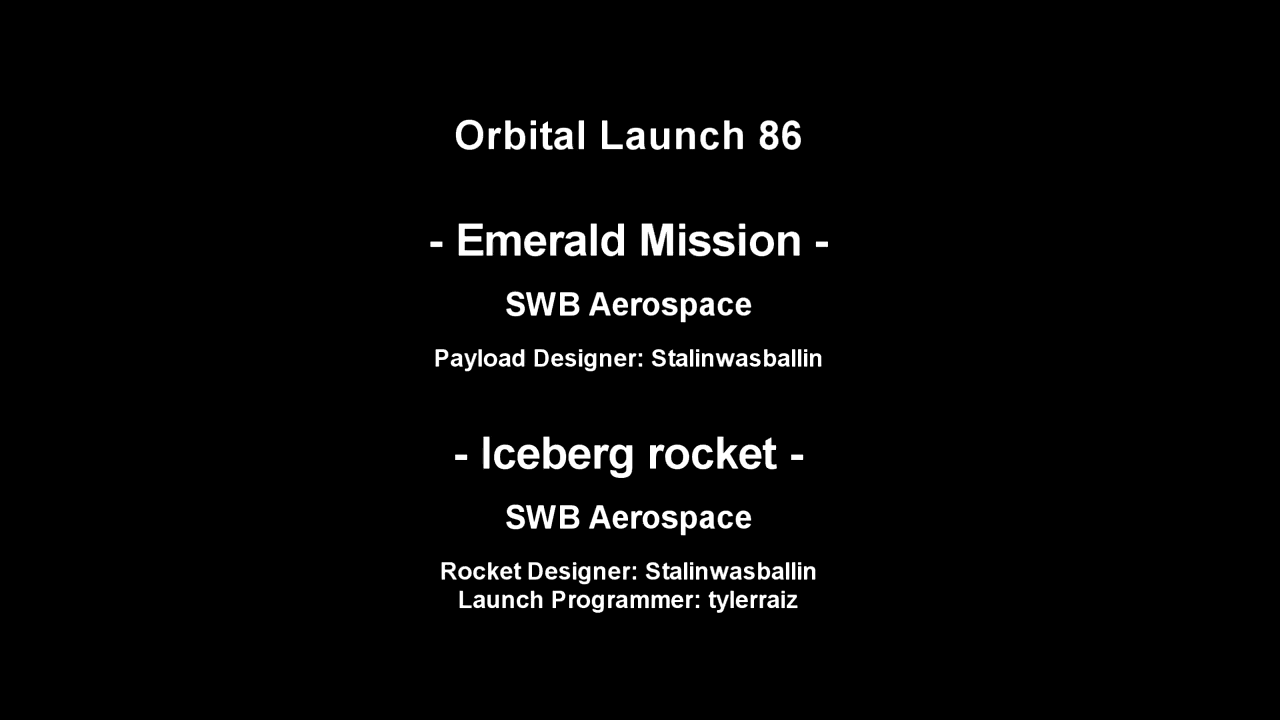 Orbital Launch 86
- Emerald Mission -
SWB Aerospace
Payload Designer: Stalinwasballin
- Iceberg rocket -
SWB Aerospace
Rocket Designer: Stalinwasballin
Launch Programmer: tylerraiz